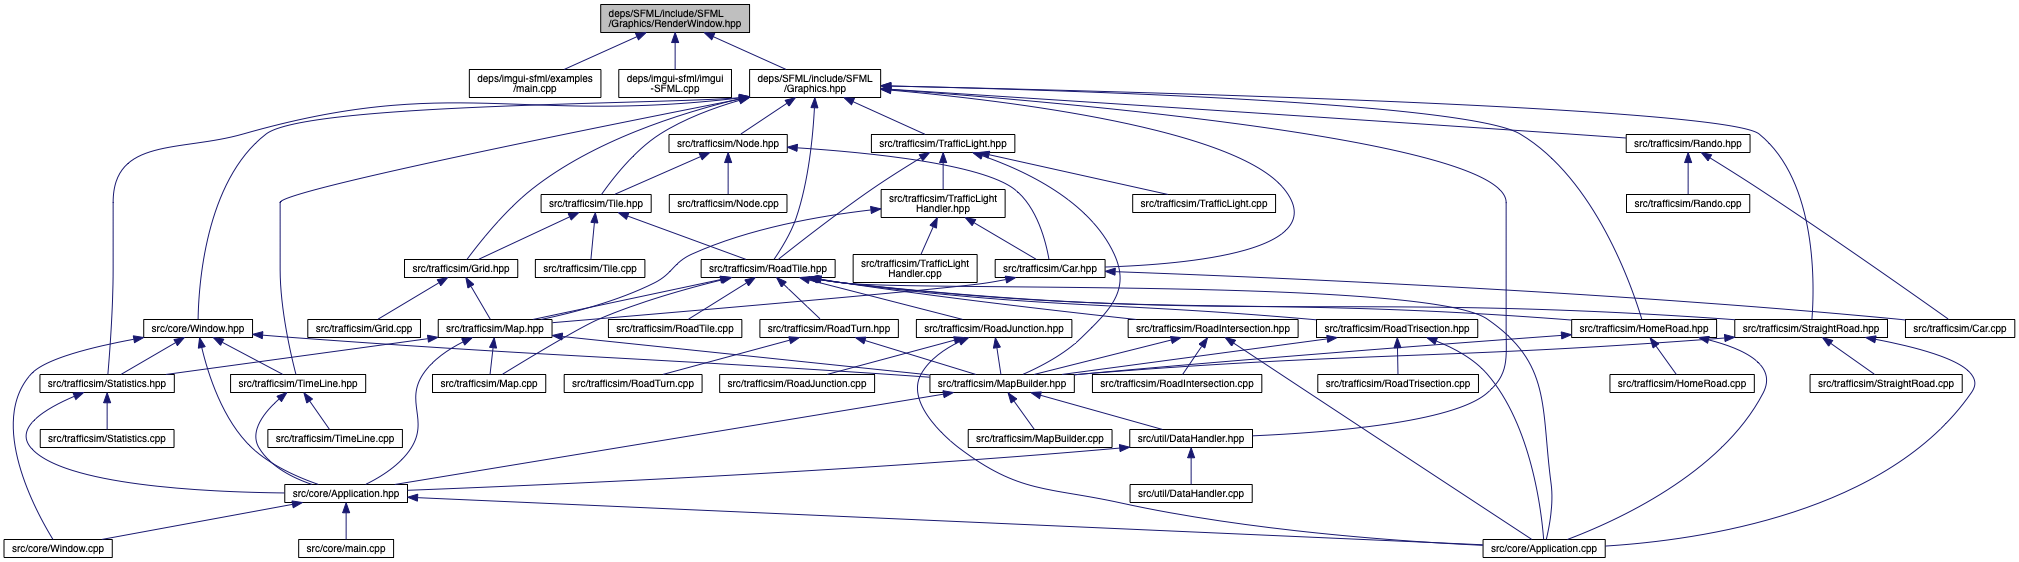 deps/SFML/include/SFML
/Graphics/RenderWindow.hpp
deps/imgui-sfml/examples
/main.cpp
deps/imgui-sfml/imgui
-SFML.cpp
deps/SFML/include/SFML
/Graphics.hpp
src/trafficsim/Node.hpp
src/trafficsim/TrafficLight.hpp
src/trafficsim/Rando.hpp
src/trafficsim/Tile.hpp
src/trafficsim/Node.cpp
src/trafficsim/TrafficLight
Handler.hpp
src/trafficsim/TrafficLight.cpp
src/trafficsim/Rando.cpp
src/trafficsim/Grid.hpp
src/trafficsim/Tile.cpp
src/trafficsim/RoadTile.hpp
src/trafficsim/TrafficLight
Handler.cpp
src/trafficsim/Car.hpp
src/core/Window.hpp
src/trafficsim/Grid.cpp
src/trafficsim/Map.hpp
src/trafficsim/RoadTile.cpp
src/trafficsim/RoadTurn.hpp
src/trafficsim/RoadJunction.hpp
src/trafficsim/RoadIntersection.hpp
src/trafficsim/RoadTrisection.hpp
src/trafficsim/HomeRoad.hpp
src/trafficsim/StraightRoad.hpp
src/trafficsim/Car.cpp
src/trafficsim/Statistics.hpp
src/trafficsim/TimeLine.hpp
src/trafficsim/Map.cpp
src/trafficsim/RoadTurn.cpp
src/trafficsim/RoadJunction.cpp
src/trafficsim/MapBuilder.hpp
src/trafficsim/RoadIntersection.cpp
src/trafficsim/RoadTrisection.cpp
src/trafficsim/HomeRoad.cpp
src/trafficsim/StraightRoad.cpp
src/trafficsim/Statistics.cpp
src/trafficsim/TimeLine.cpp
src/trafficsim/MapBuilder.cpp
src/util/DataHandler.hpp
src/core/Application.hpp
src/util/DataHandler.cpp
src/core/Window.cpp
src/core/main.cpp
src/core/Application.cpp